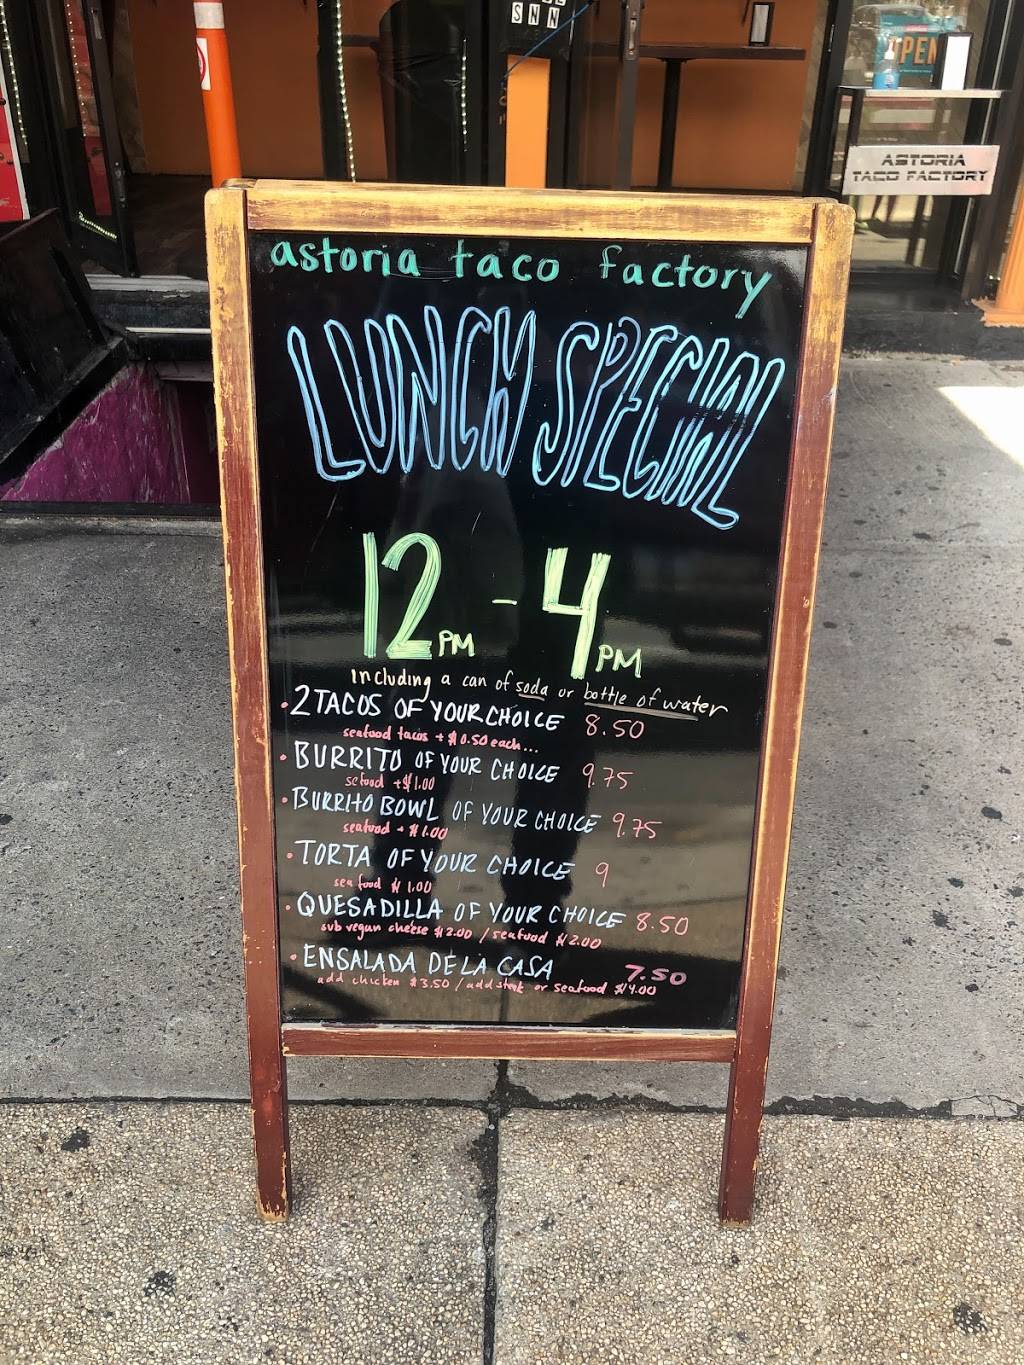 SNN
OPEN
ASTORIA
TACO FACTORY
astoria taco factory
LUNCH SPECIAL
12PM - 4PM
including a can of soda or bottle of water
• 2 TACOS OF YOUR CHOICE 8.50
seafood tacos + $0.50 each...
• BURRITO OF YOUR CHOICE 9.75
sefood + $1.00
• BURRITO BOWL OF YOUR CHOICE 9.75
seafood + $1.00
• TORTA OF YOUR CHOICE 9
seafood $1.00
• QUESADILLA OF YOUR CHOICE 8.50
sub vegan cheese $2.00 / seafood $2.00
• ENSALADA DE LA CASA 7.50
add chicken $3.50 / add steak or seafood $4.00